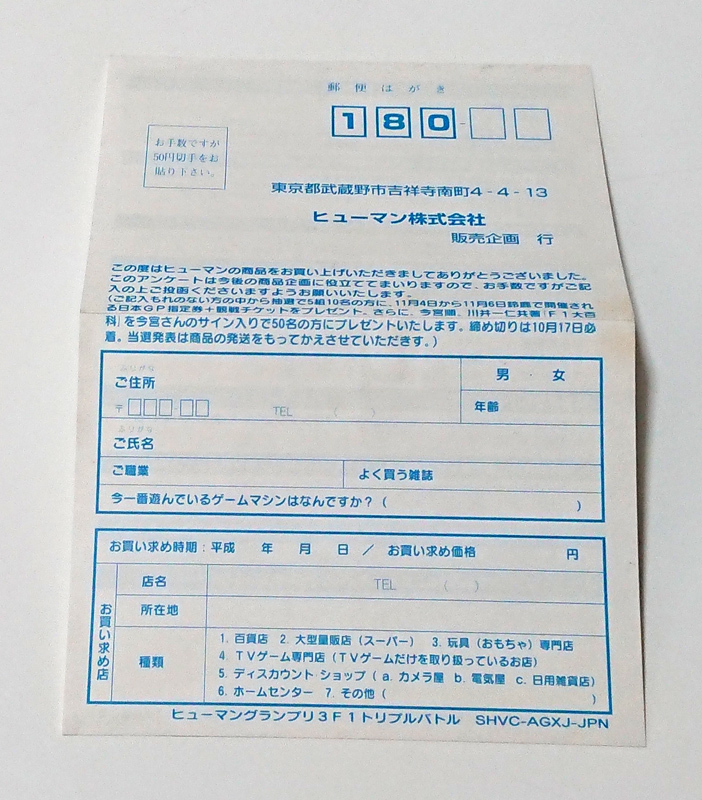 郵便はがき
180
お手数ですが
50円切手をお
貼り下さい。
東京都武蔵野市吉祥寺南町4-4-13
ヒューマン株式会社
販売企画 行
この度はヒューマンの商品をお買い上げいただきましてありがとうございました。
このアンケートは今後の商品企画に役立ててまいりますので、お手数ですがご記
入の上ご投函くださいますようお願いいたします。
(ご記入もれのない方の中から抽選で5組10名の方に、11月4日から11月6日鈴鹿で開催され
る日本GP指定券+観戦チケットをプレゼント。さらに、今宮順、川井一仁共著「F1大百
科」を今宮さんのサイン入りで50名の方にプレゼントいたします。締め切りは10月17日必
着。当選発表は商品の発送をもってかえさせていただきす。)
ふりがな
ご住所
男・女
〒 - TEL ( )
年齢
ふりがな
ご氏名
ご職業 よく買う雑誌
今一番遊んでいるゲームマシンはなんですか?( )
お買い求め時期:平成 年 月 日 / お買い求め価格 円
お買い求め店
店名 TEL ( )
所在地
種類
1. 百貨店 2. 大型量販店(スーパー) 3. 玩具(おもちゃ)専門店
4. TVゲーム専門店(TVゲームだけを取り扱っているお店)
5. ディスカウント ショップ(a. カメラ屋 b. 電気屋 c. 日用雑貨店)
6. ホームセンター 7. その他( )
ヒューマングランプリ3F1トリプルバトル SHVC-AGXJ-JPN